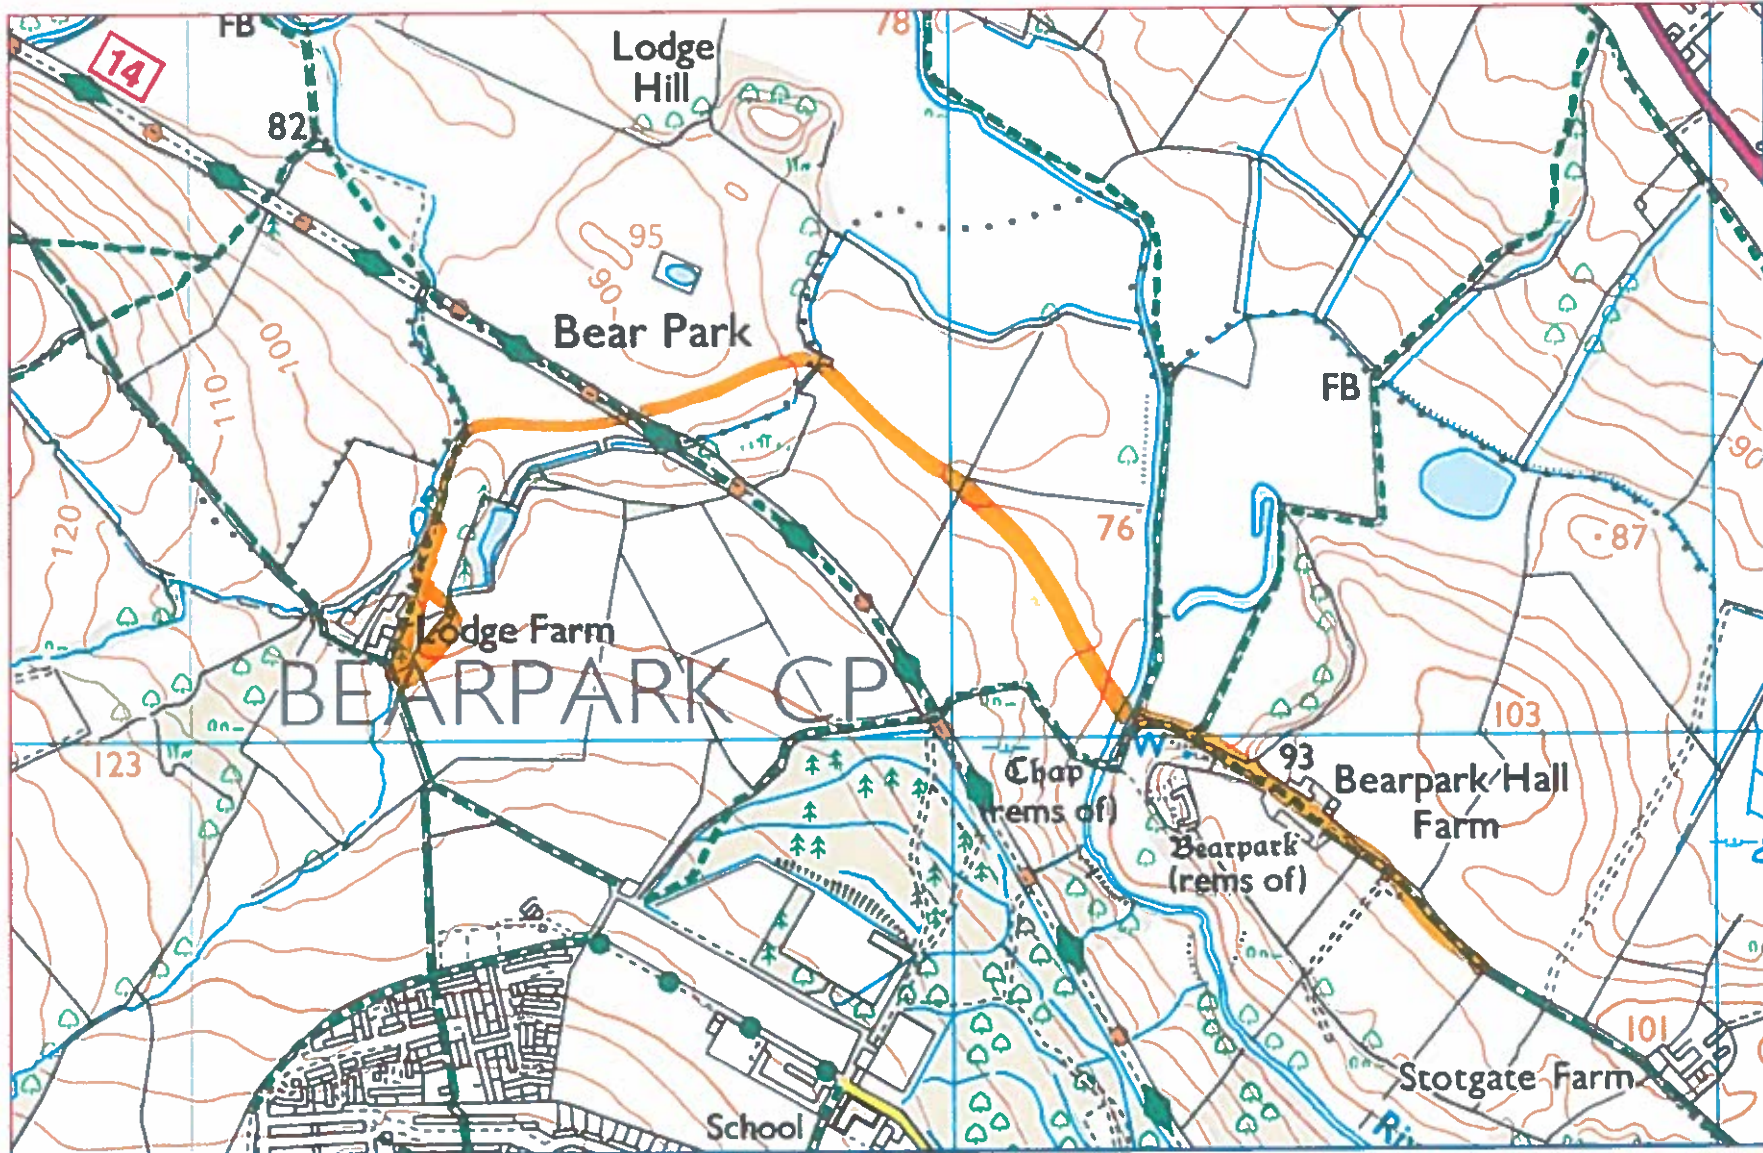 FB
78
14
Lodge
Hill
82
95
90
100
Bear Park
110
FB
90
120
76
87
Lodge Farm
BEARPARK CP
103
123
W
93
Chap
(rems of)
Bearpark Hall
Farm
Bearpark
(rems of)
101
Stotgate Farm
School
Riv